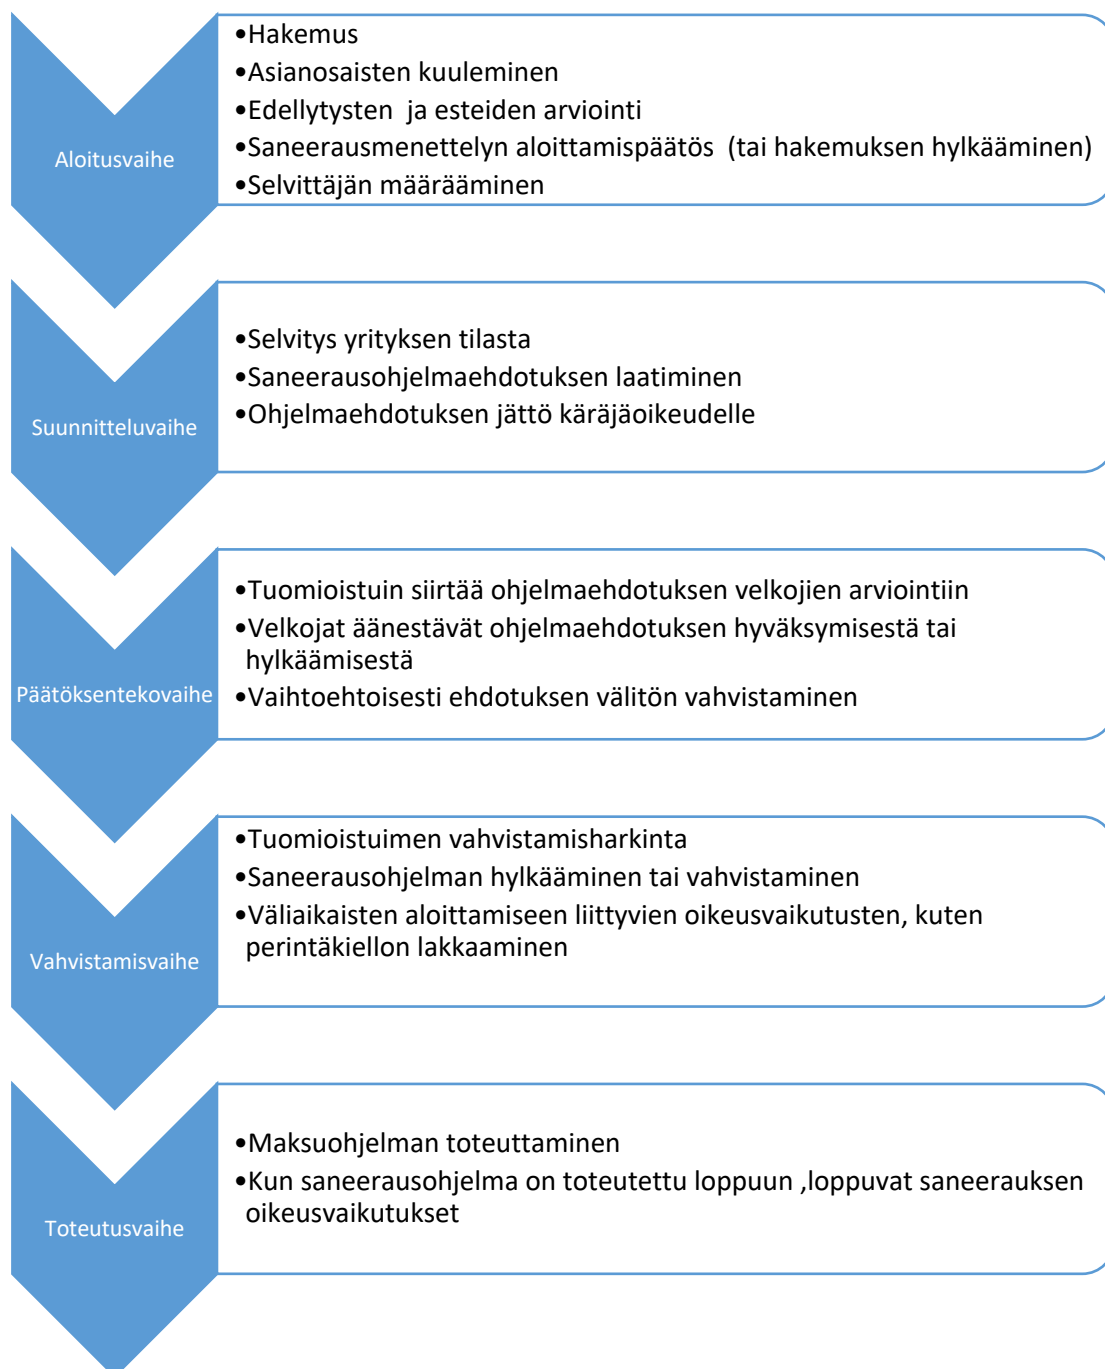 Aloitusvaihe
•Hakemus
•Asianosaisten kuuleminen
•Edellytysten ja esteiden arviointi
•Saneerausmenettelyn aloittamispäätös (tai hakemuksen hylkääminen)
•Selvittäjän määrääminen
Suunnitteluvaihe
•Selvitys yrityksen tilasta
•Saneerausohjelmaehdotuksen laatiminen
•Ohjelmaehdotuksen jättö käräjäoikeudelle
Päätöksentekovaihe
•Tuomioistuin siirtää ohjelmaehdotuksen velkojien arviointiin
•Velkojat äänestävät ohjelmaehdotuksen hyväksymisestä tai
hylkäämisestä
•Vaihtoehtoisesti ehdotuksen välitön vahvistaminen
Vahvistamisvaihe
•Tuomioistuimen vahvistamisharkinta
•Saneerausohjelman hylkääminen tai vahvistaminen
•Väliaikaisten aloittamiseen liittyvien oikeusvaikutusten, kuten
perintäkiellon lakkaaminen
Toteutusvaihe
•Maksuohjelman toteuttaminen
•Kun saneerausohjelma on toteutettu loppuun ,loppuvat saneerauksen
oikeusvaikutukset